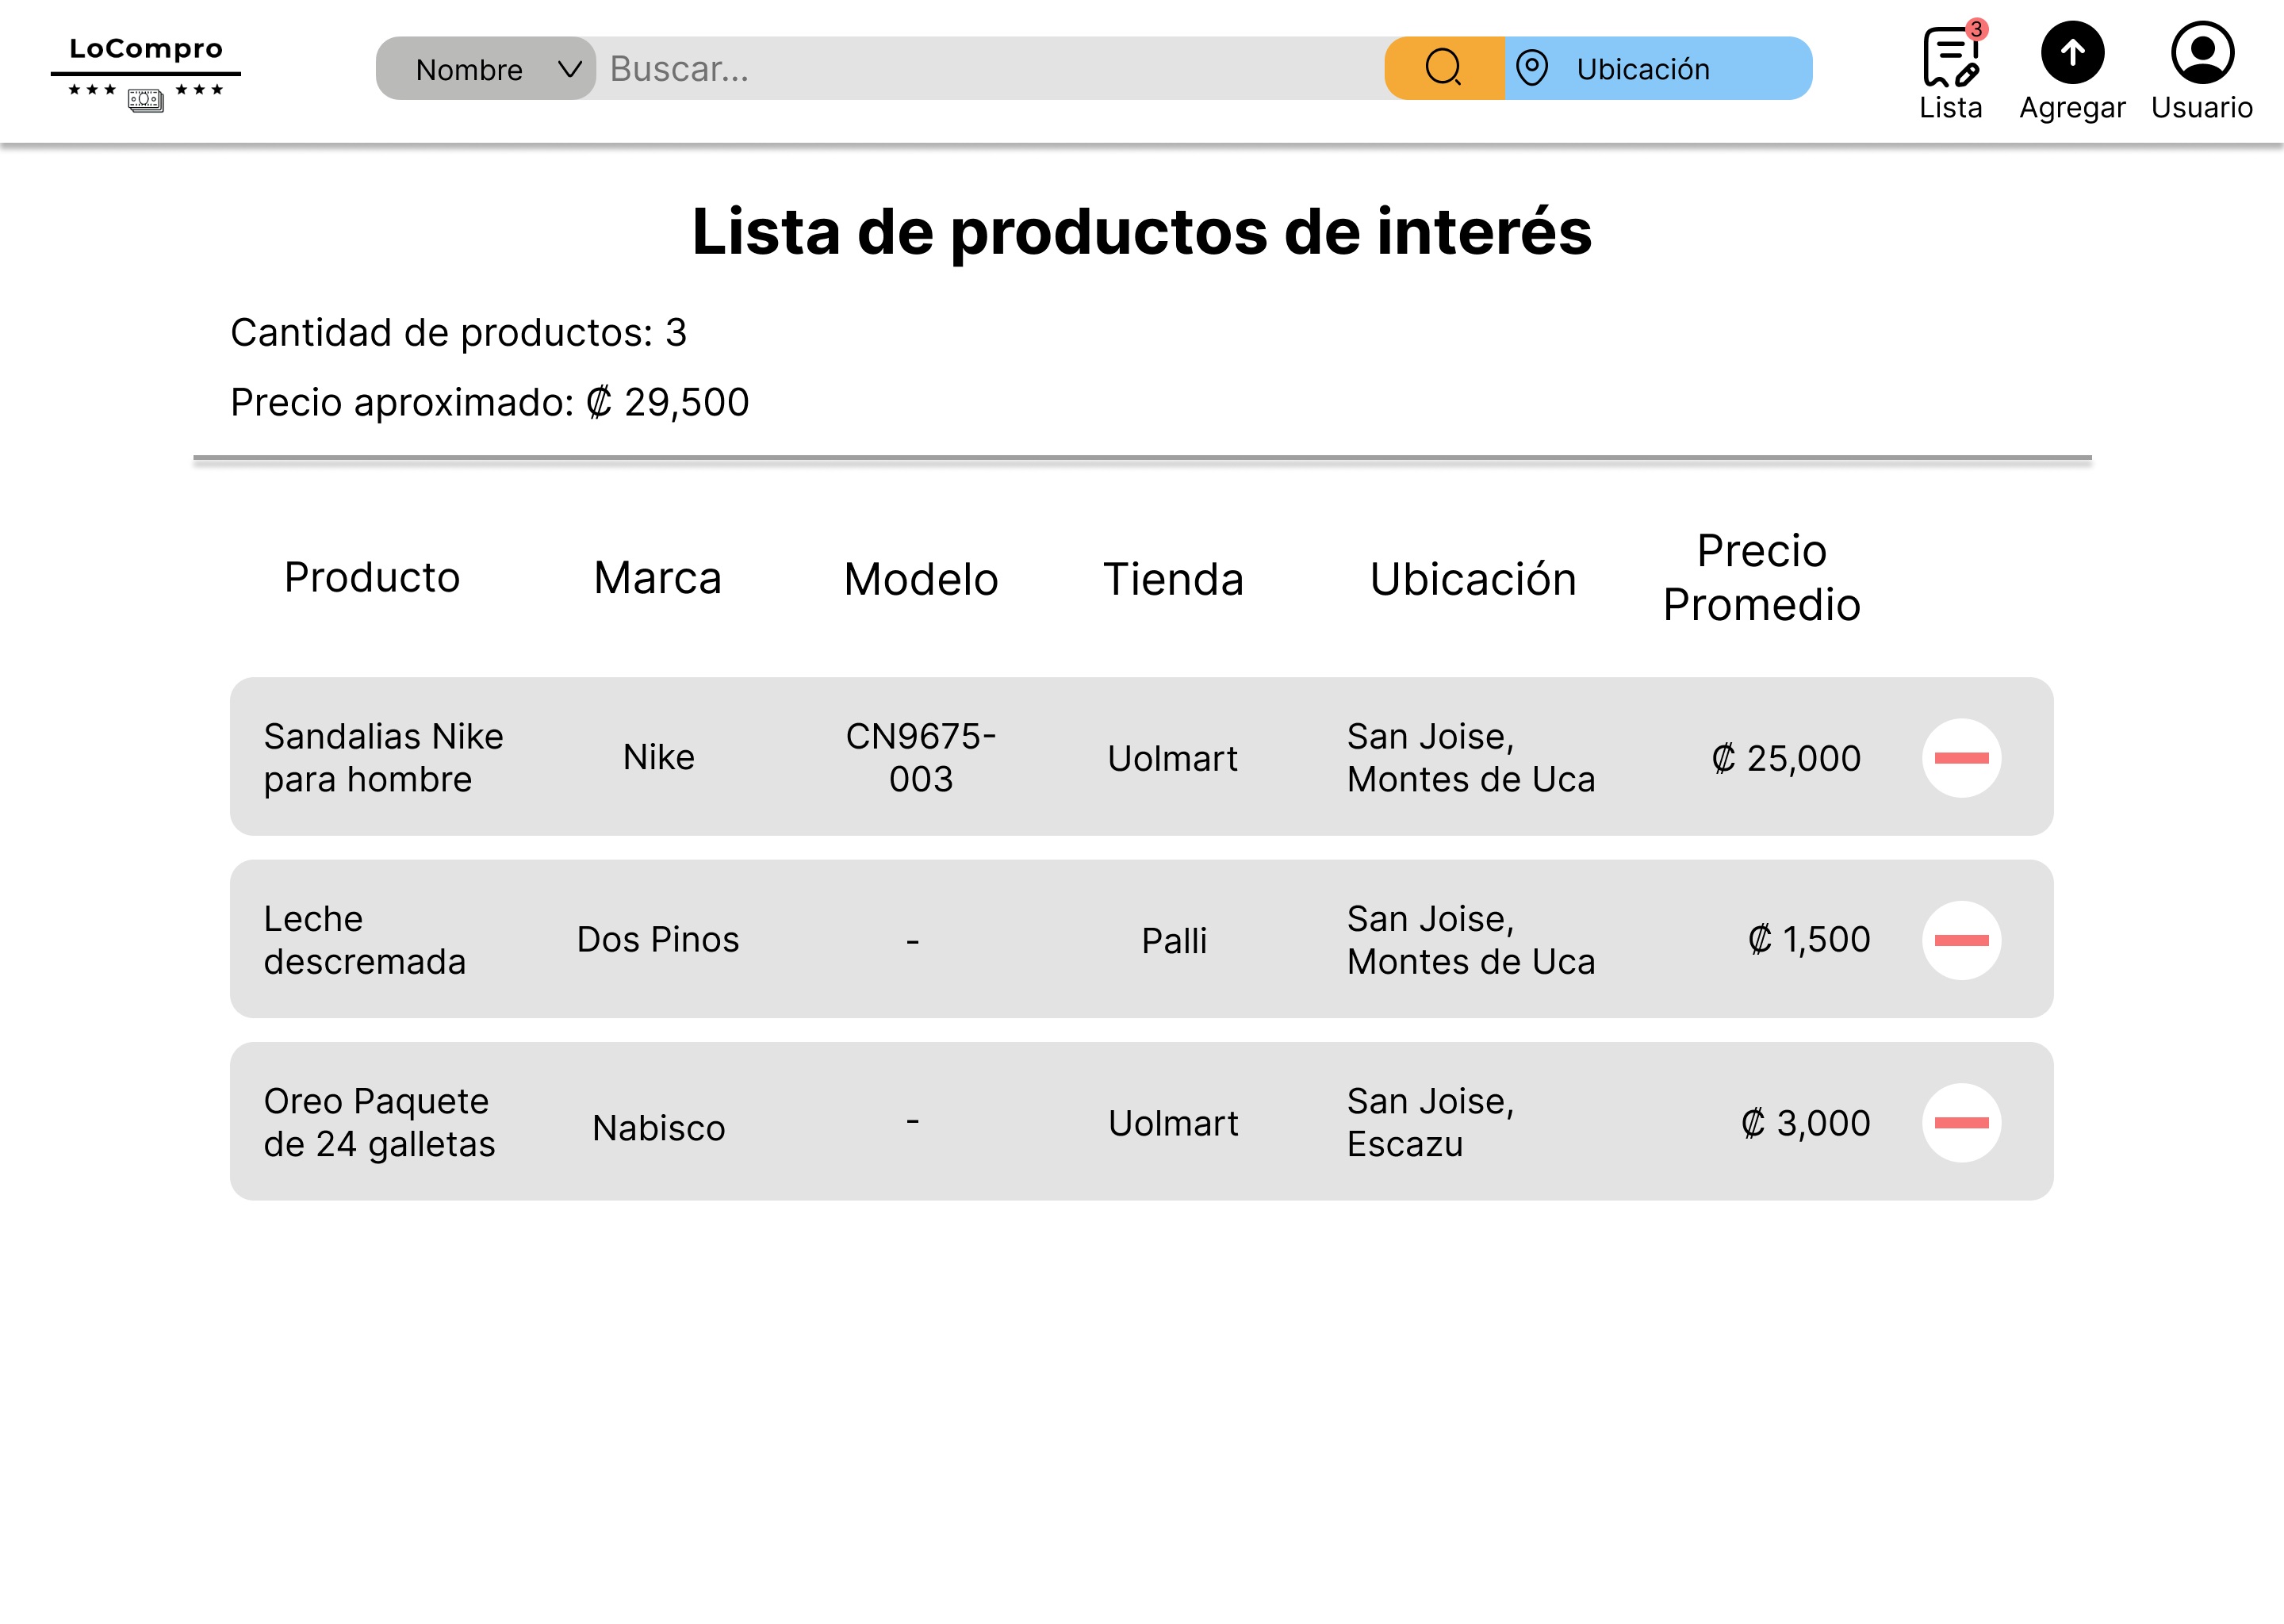 LoCompro
Nombre
Buscar...
Ubicación
3
Lista
Agregar
Usuario
Lista de productos de interés
Cantidad de productos: 3
Precio aproximado: ₡ 29,500
Producto
Marca
Modelo
Tienda
Ubicación
Precio
Promedio
Sandalias Nike
para hombre
Nike
CN9675-
003
Uolmart
San Joise,
Montes de Uca
₡ 25,000
Leche
descremada
Dos Pinos
-
Palli
San Joise,
Montes de Uca
₡ 1,500
Oreo Paquete
de 24 galletas
Nabisco
-
Uolmart
San Joise,
Escazu
₡ 3,000